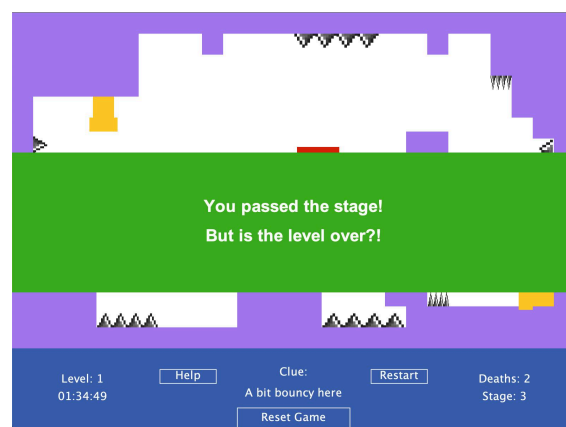 You passed the stage!
But is the level over?!
Level: 1
01:34:49
Help
Clue:
A bit bouncy here
Restart
Deaths: 2
Stage: 3
Reset Game